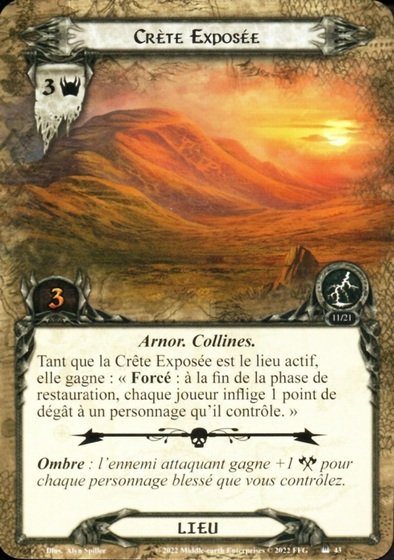 Crète Exposée
3
3
11/21
Arnor. Collines.
Tant que la Crête Exposée est le lieu actif,
elle gagne : « Forcé : à la fin de la phase de
restauration, chaque joueur inflige 1 point de
dégât à un personnage qu'il contrôle. »
Ombre : l'ennemi attaquant gagne +1 pour
chaque personnage blessé que vous contrôlez.
LIEU
Illus. Alyn Spiller
2022 Middle-earth Enterprises © 2022 FFG
43